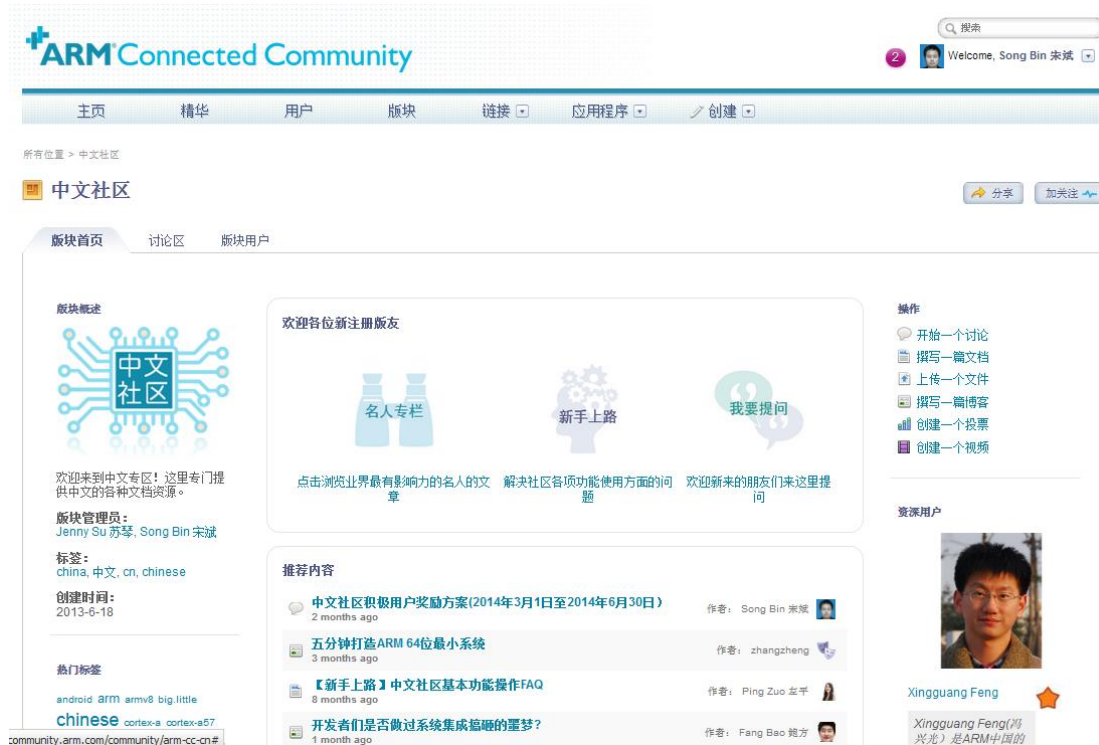 ARM Connected Community
搜索
2
Welcome, Song Bin 宋斌
主页 精华 用户 版块 链接 应用程序 创建
所有位置 > 中文社区
中文社区
分享 加关注
版块首页 讨论区 版块用户
版块概述
中文
社区
欢迎来到中文专区！这里专门提
供中文的各种文档资源。
版块管理员：
Jenny Su 苏琴, Song Bin 宋斌
标签：
china, 中文, cn, chinese
创建时间：
2013-6-18
热门标签
android arm armv8 big.little
chinese cortex-a cortex-a57
community.arm.com/community/arm-cc-cn#
欢迎各位新注册版友
名人专栏
新手上路
我要提问
点击浏览业界最有影响力的名人的文
章
解决社区各项功能使用方面的问
题
欢迎新来的朋友们来这里提
问
推荐内容
中文社区积极用户奖励方案(2014年3月1日至2014年6月30日)
2 months ago
作者： Song Bin 宋斌
五分钟打造ARM 64位最小系统
3 months ago
作者： zhangzheng
【新手上路】中文社区基本功能操作FAQ
8 months ago
作者： Ping Zuo 左平
开发者们是否做过系统集成搞砸的噩梦?
1 month ago
作者： Fang Bao 鲍方
操作
开始一个讨论
撰写一篇文档
上传一个文件
撰写一篇博客
创建一个投票
创建一个视频
资深用户
Xingguang Feng
Xingguang Feng(冯
兴光）是ARM中国的